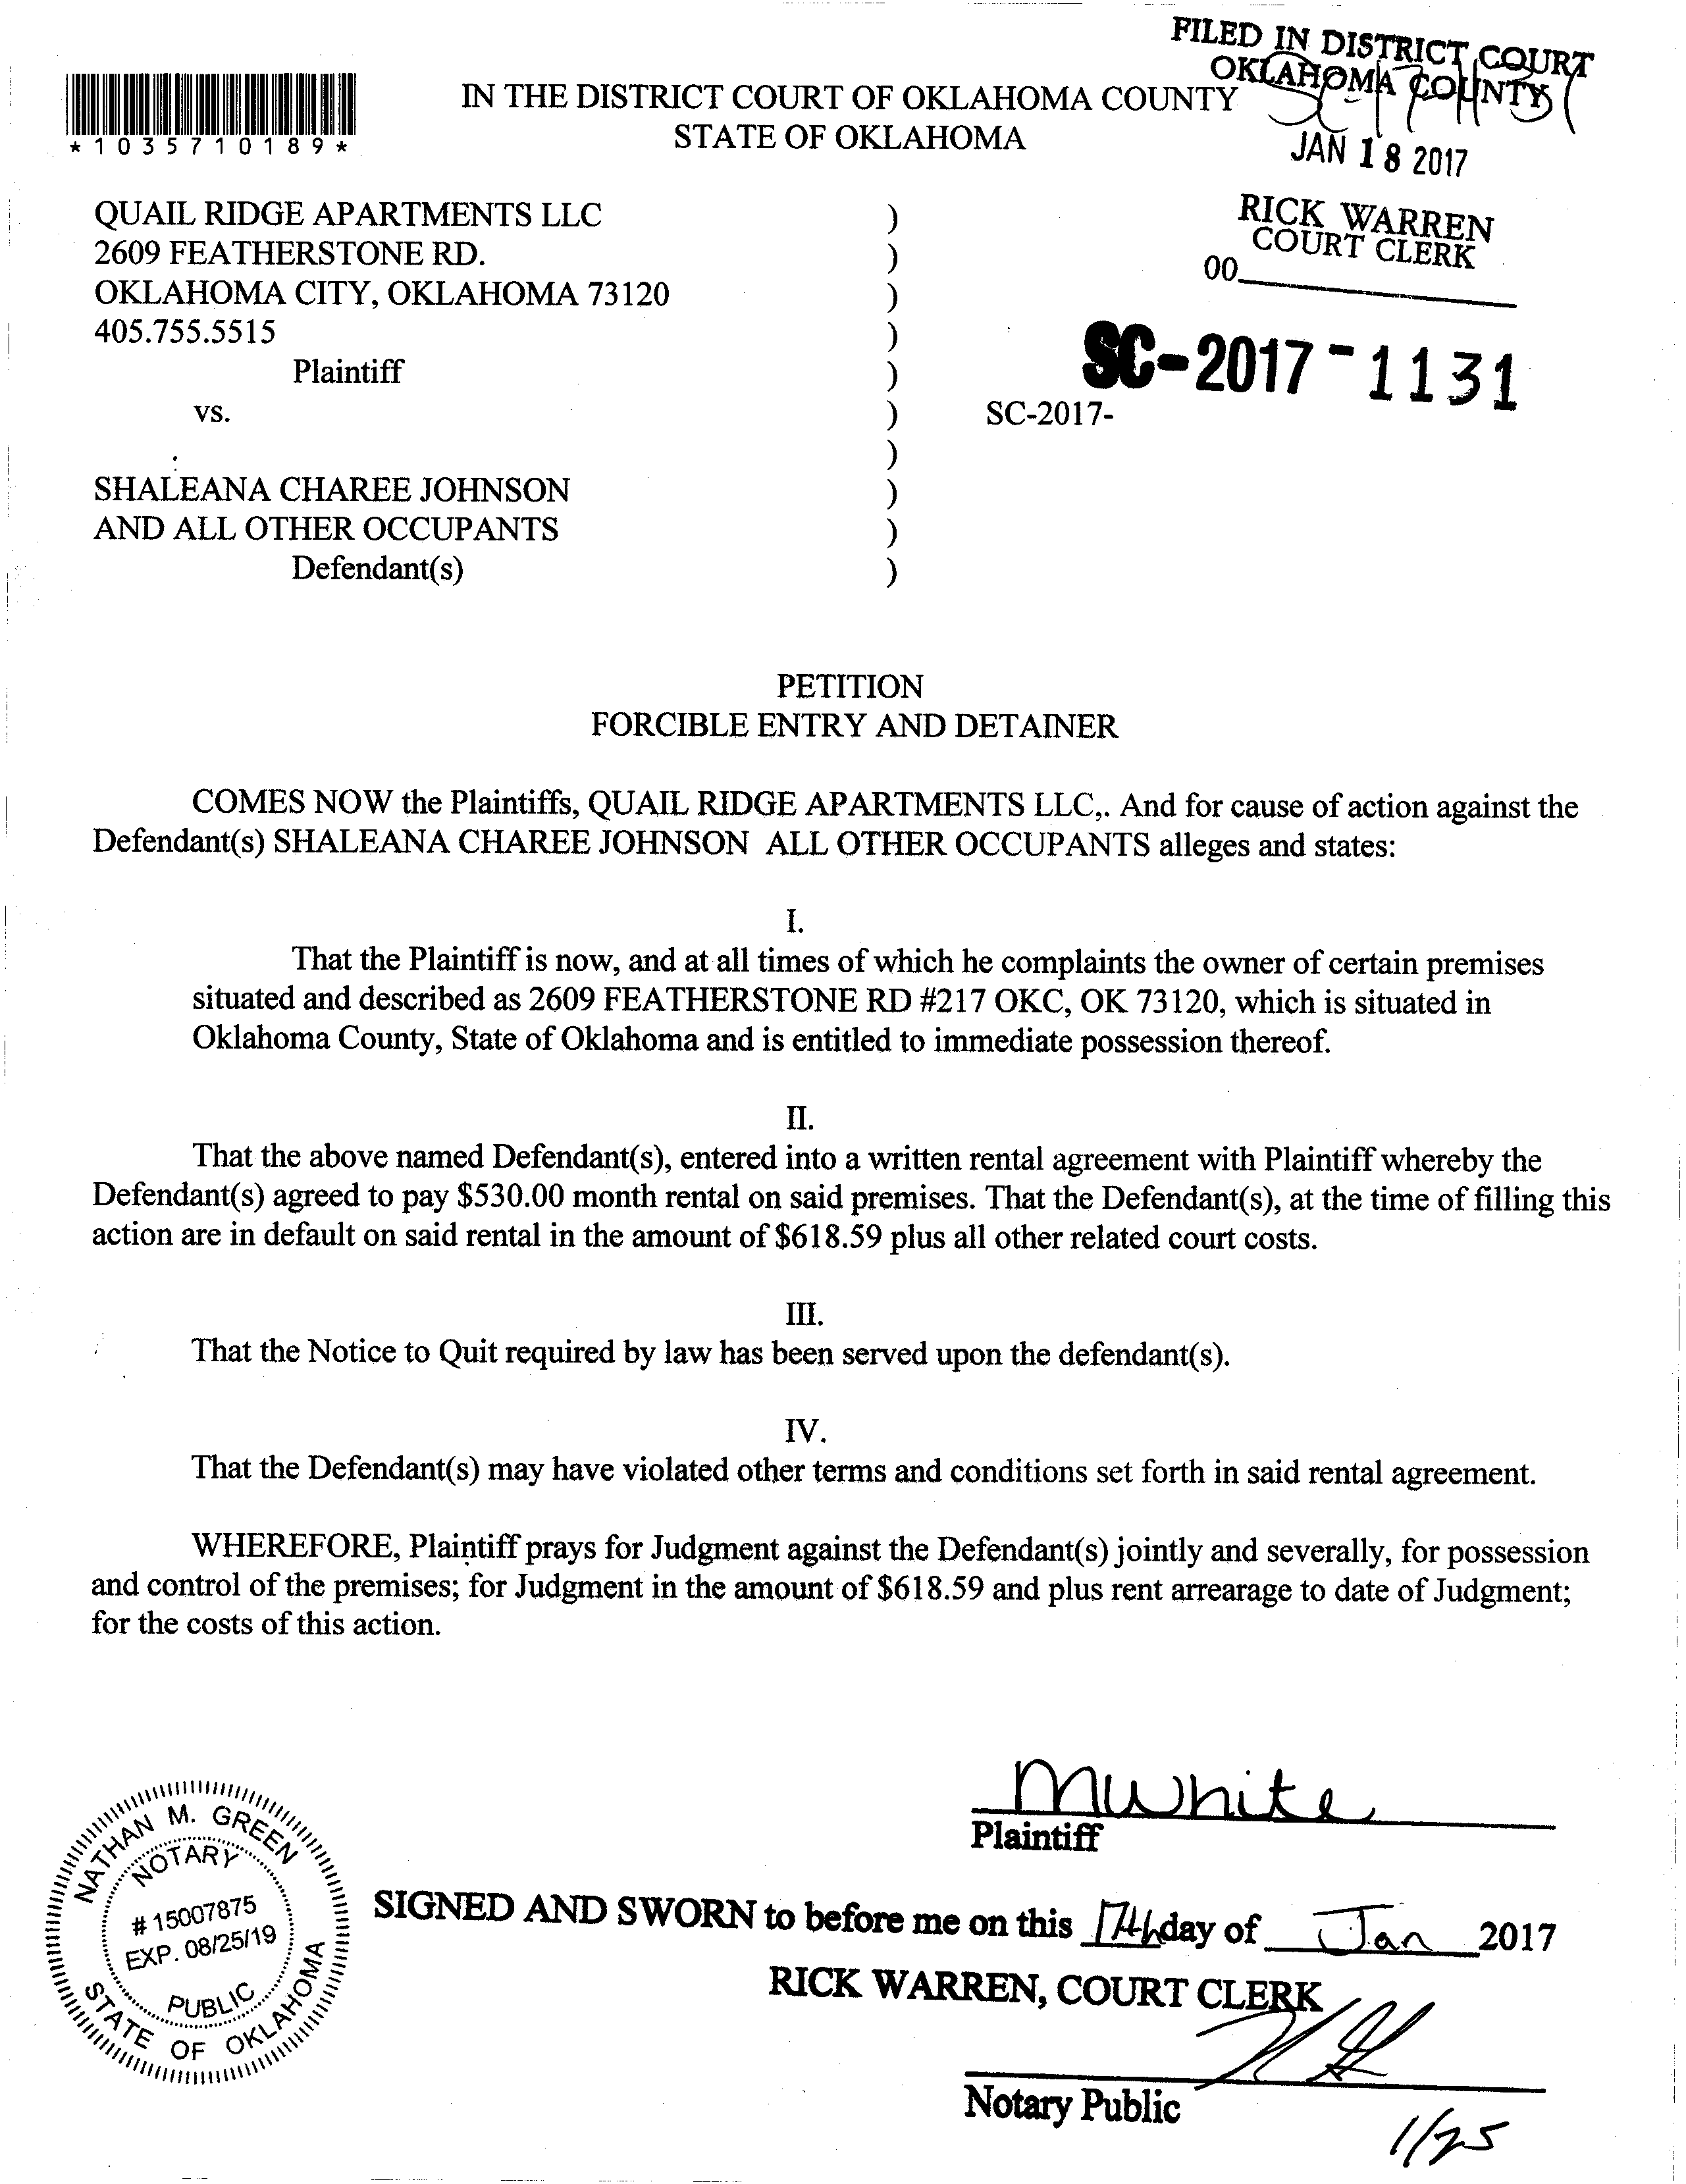 FILED IN DISTRICT COURT
OKLAHOMA COUNTY
JAN 18 2017
RICK WARREN
COURT CLERK
00
*1035710189*
IN THE DISTRICT COURT OF OKLAHOMA COUNTY
STATE OF OKLAHOMA
QUAIL RIDGE APARTMENTS LLC )
2609 FEATHERSTONE RD. )
OKLAHOMA CITY, OKLAHOMA 73120 )
405.755.5515 )
Plaintiff )
SC-2017-1131
vs. ) SC-2017-
)
SHALEANA CHAREE JOHNSON )
AND ALL OTHER OCCUPANTS )
Defendant(s) )
PETITION
FORCIBLE ENTRY AND DETAINER
COMES NOW the Plaintiffs, QUAIL RIDGE APARTMENTS LLC,. And for cause of action against the
Defendant(s) SHALEANA CHAREE JOHNSON ALL OTHER OCCUPANTS alleges and states:
I.
That the Plaintiff is now, and at all times of which he complaints the owner of certain premises
situated and described as 2609 FEATHERSTONE RD #217 OKC, OK 73120, which is situated in
Oklahoma County, State of Oklahoma and is entitled to immediate possession thereof.
II.
That the above named Defendant(s), entered into a written rental agreement with Plaintiff whereby the
Defendant(s) agreed to pay $530.00 month rental on said premises. That the Defendant(s), at the time of filling this
action are in default on said rental in the amount of $618.59 plus all other related court costs.
III.
That the Notice to Quit required by law has been served upon the defendant(s).
IV.
That the Defendant(s) may have violated other terms and conditions set forth in said rental agreement.
WHEREFORE, Plaintiff prays for Judgment against the Defendant(s) jointly and severally, for possession
and control of the premises; for Judgment in the amount of $618.59 and plus rent arrearage to date of Judgment;
for the costs of this action.
MWhite
Plaintiff
NATHAN M. GREEN
NOTARY
# 15007875
EXP. 08/25/19
PUBLIC
STATE OF OKLAHOMA
SIGNED AND SWORN to before me on this 17th day of Jan 2017
RICK WARREN, COURT CLERK
Notary Public
1/25